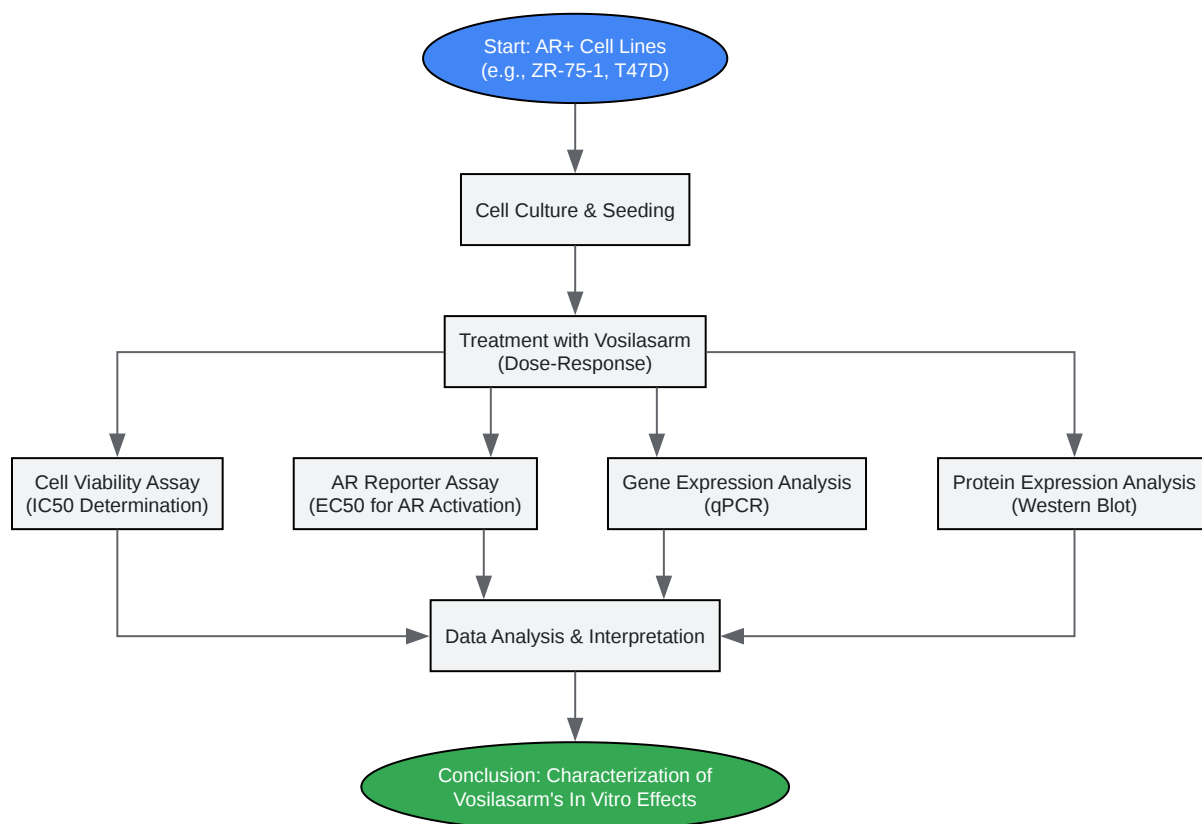 Start: AR+ Cell Lines
(e.g., ZR-75-1, T47D)
Cell Culture & Seeding
Treatment with Vosilasarm
(Dose-Response)
Cell Viability Assay
(IC50 Determination)
AR Reporter Assay
(EC50 for AR Activation)
Gene Expression Analysis
(qPCR)
Protein Expression Analysis
(Western Blot)
Data Analysis & Interpretation
Conclusion: Characterization of
Vosilasarm's In Vitro Effects